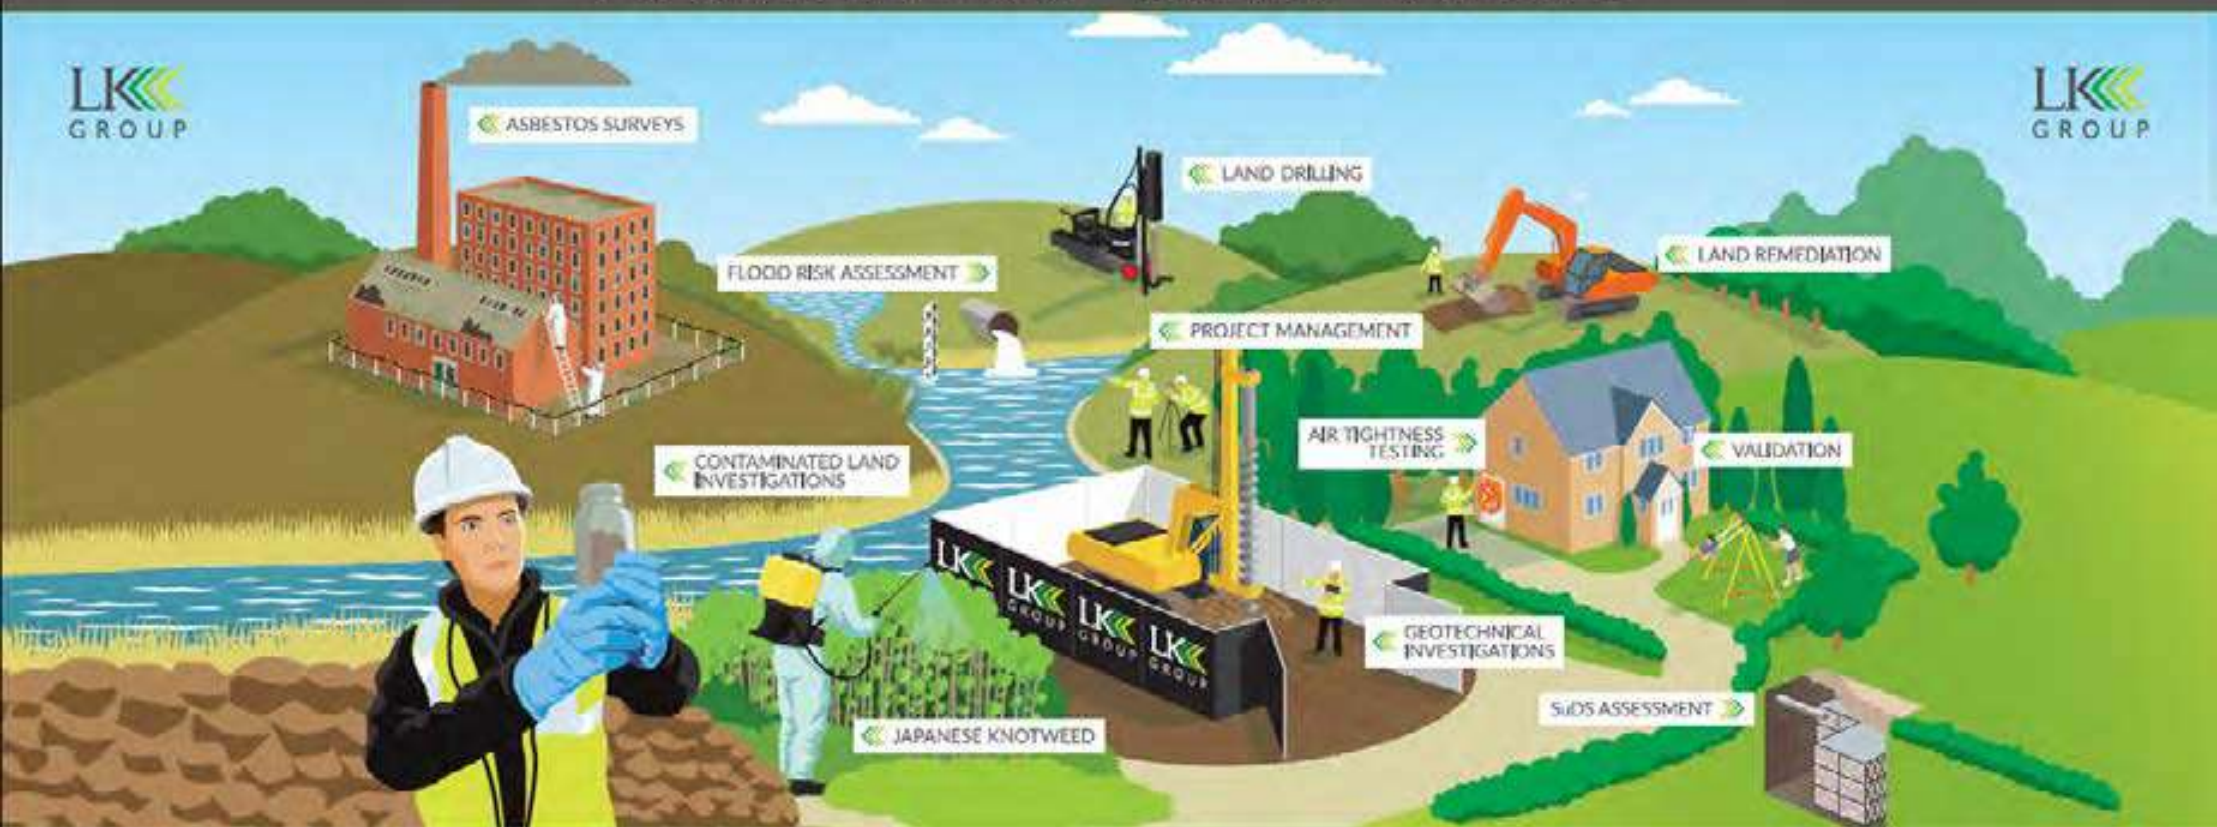 LK
GROUP
LK
GROUP
ASBESTOS SURVEYS
LAND DRILLING
LAND REMEDIATION
FLOOD RISK ASSESSMENT
PROJECT MANAGEMENT
AIR TIGHTNESS
TESTING
VALIDATION
CONTAMINATED LAND
INVESTIGATIONS
LK
LK
GROUP
LK
GROUP
LK
GROUP
GEOTECHNICAL
INVESTIGATIONS
SuDS ASSESSMENT
JAPANESE KNOTWEED